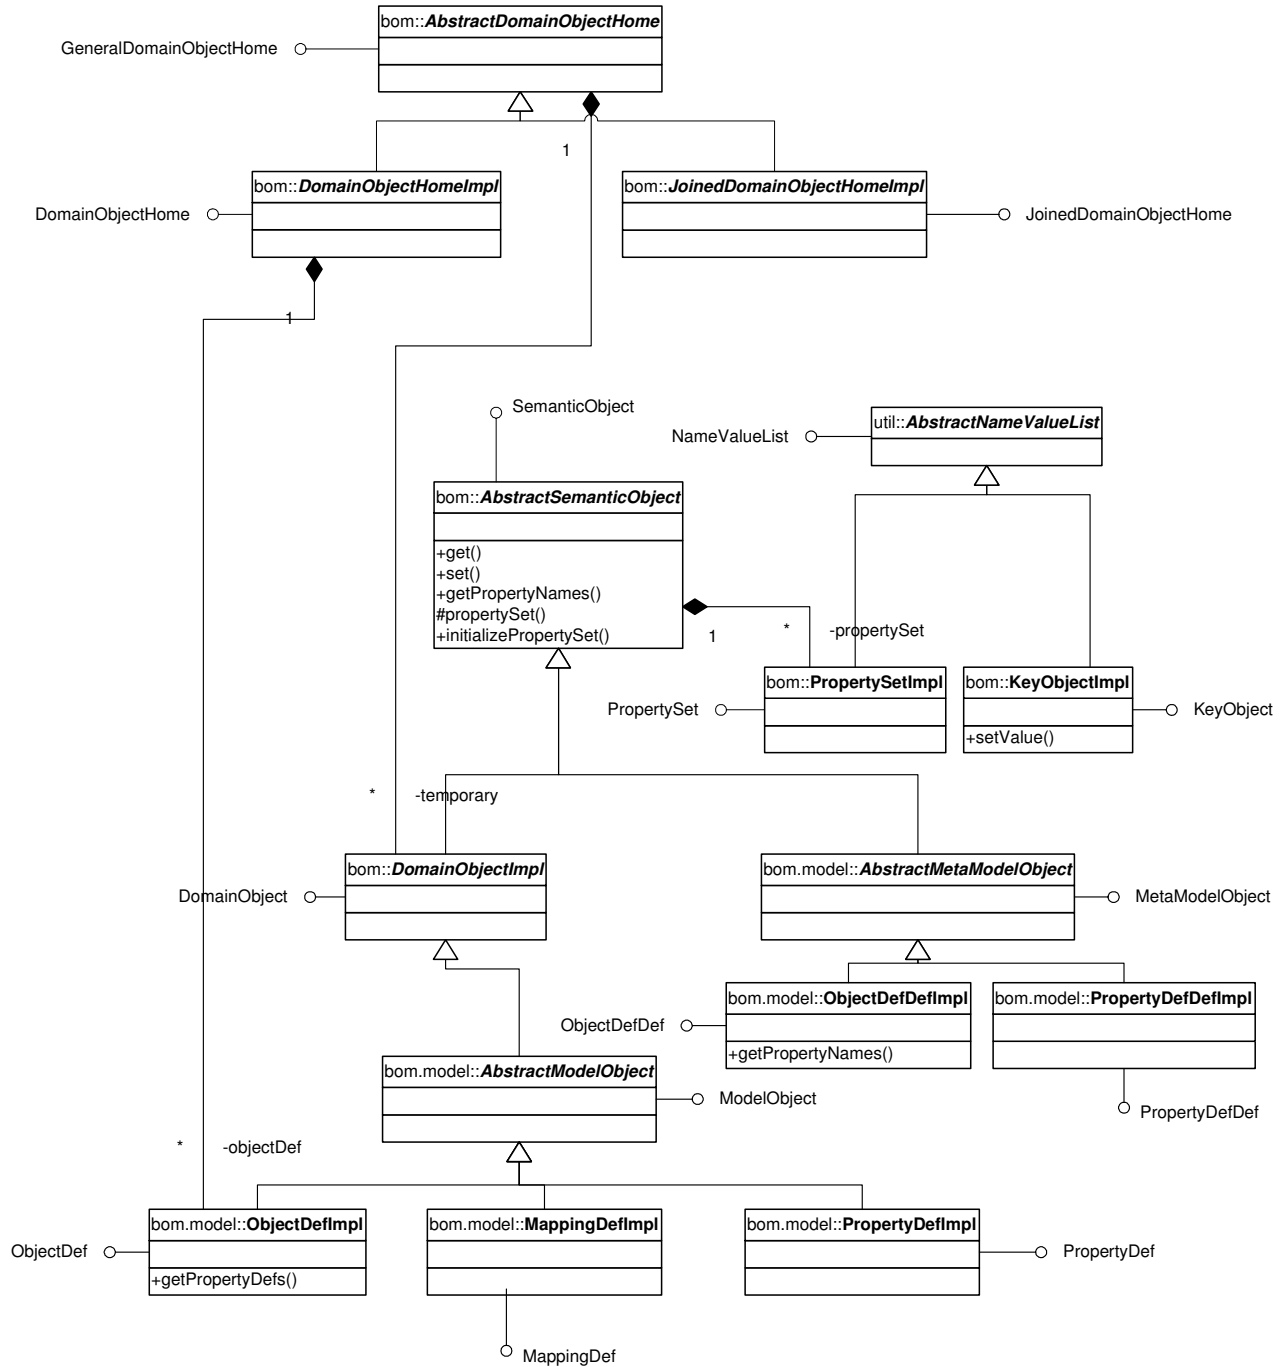 bom::AbstractDomainObjectHome
GeneralDomainObjectHome
1
bom::DomainObjectHomeImpl
bom::JoinedDomainObjectHomeImpl
DomainObjectHome
JoinedDomainObjectHome
1
SemanticObject
util::AbstractNameValueList
NameValueList
bom::AbstractSemanticObject
+get()
+set()
+getPropertyNames()
#propertySet()
+initializePropertySet()
1
*
-propertySet
bom::PropertySetImpl
bom::KeyObjectImpl
PropertySet
KeyObject
+setValue()
*
-temporary
bom::DomainObjectImpl
bom.model::AbstractMetaModelObject
DomainObject
MetaModelObject
bom.model::ObjectDefDefImpl
bom.model::PropertyDefDefImpl
ObjectDefDef
+getPropertyNames()
bom.model::AbstractModelObject
ModelObject
PropertyDefDef
*
-objectDef
bom.model::ObjectDefImpl
bom.model::MappingDefImpl
bom.model::PropertyDefImpl
ObjectDef
PropertyDef
+getPropertyDefs()
MappingDef